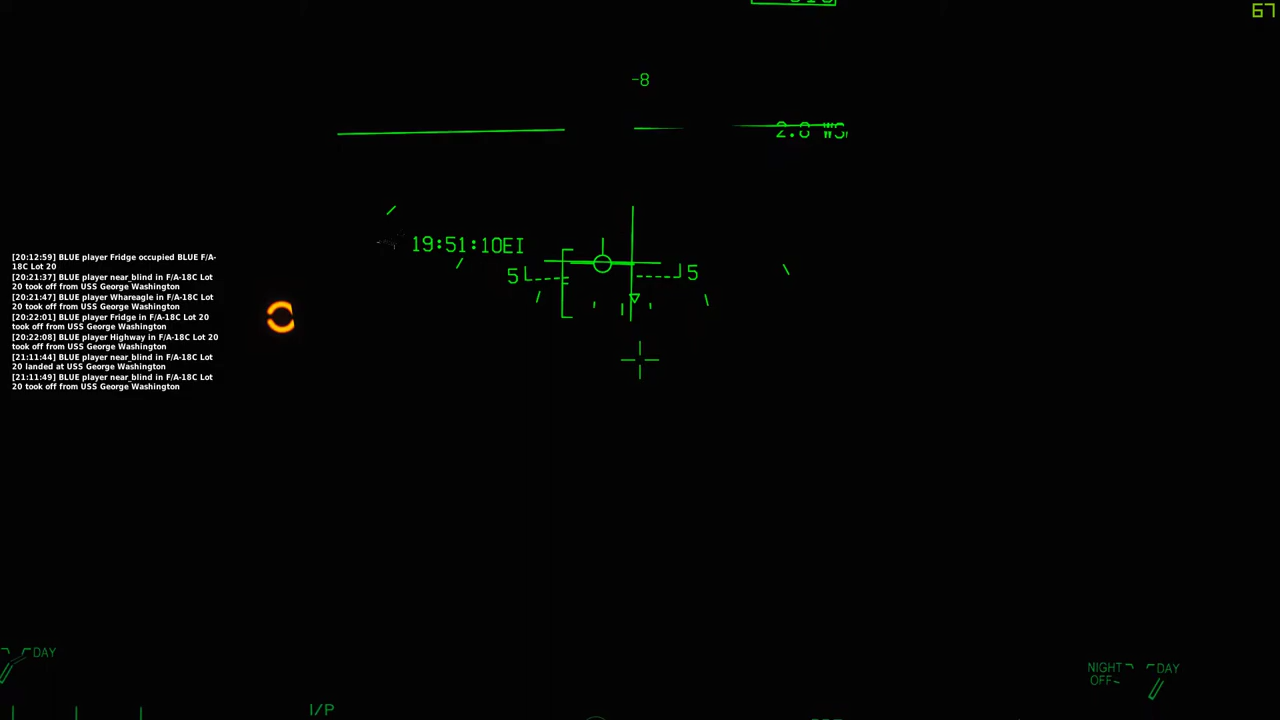 67
-8
19:51:10EI
5
5
[20:12:59] BLUE player Fridge occupied BLUE F/A-
18C Lot 20
[20:21:37] BLUE player near_blind in F/A-18C Lot
20 took off from USS George Washington
[20:21:47] BLUE player Whareagle in F/A-18C Lot
20 took off from USS George Washington
[20:22:01] BLUE player Fridge in F/A-18C Lot 20
took off from USS George Washington
[20:22:08] BLUE player Highway in F/A-18C Lot 20
took off from USS George Washington
[21:11:44] BLUE player near_blind in F/A-18C Lot
20 landed at USS George Washington
[21:11:49] BLUE player near_blind in F/A-18C Lot
20 took off from USS George Washington
DAY
NIGHT DAY
OFF
I/P